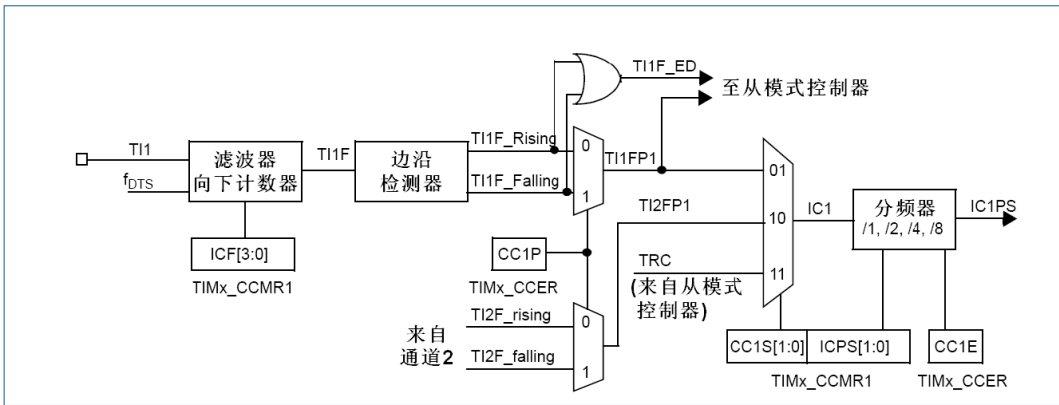 TI1F_ED
至从模式控制器
TI1
f_DTS
滤波器
向下计数器
TI1F
边沿
检测器
TI1F_Rising
TI1F_Falling
0
1
TI1FP1
TI2FP1
01
10
11
IC1
分频器
/1, /2, /4, /8
IC1PS
ICF[3:0]
TIMx_CCMR1
CC1P
TIMx_CCER
TRC
(来自从模式
控制器)
来自
通道2
TI2F_rising
TI2F_falling
0
1
CC1S[1:0]
ICPS[1:0]
CC1E
TIMx_CCMR1
TIMx_CCER